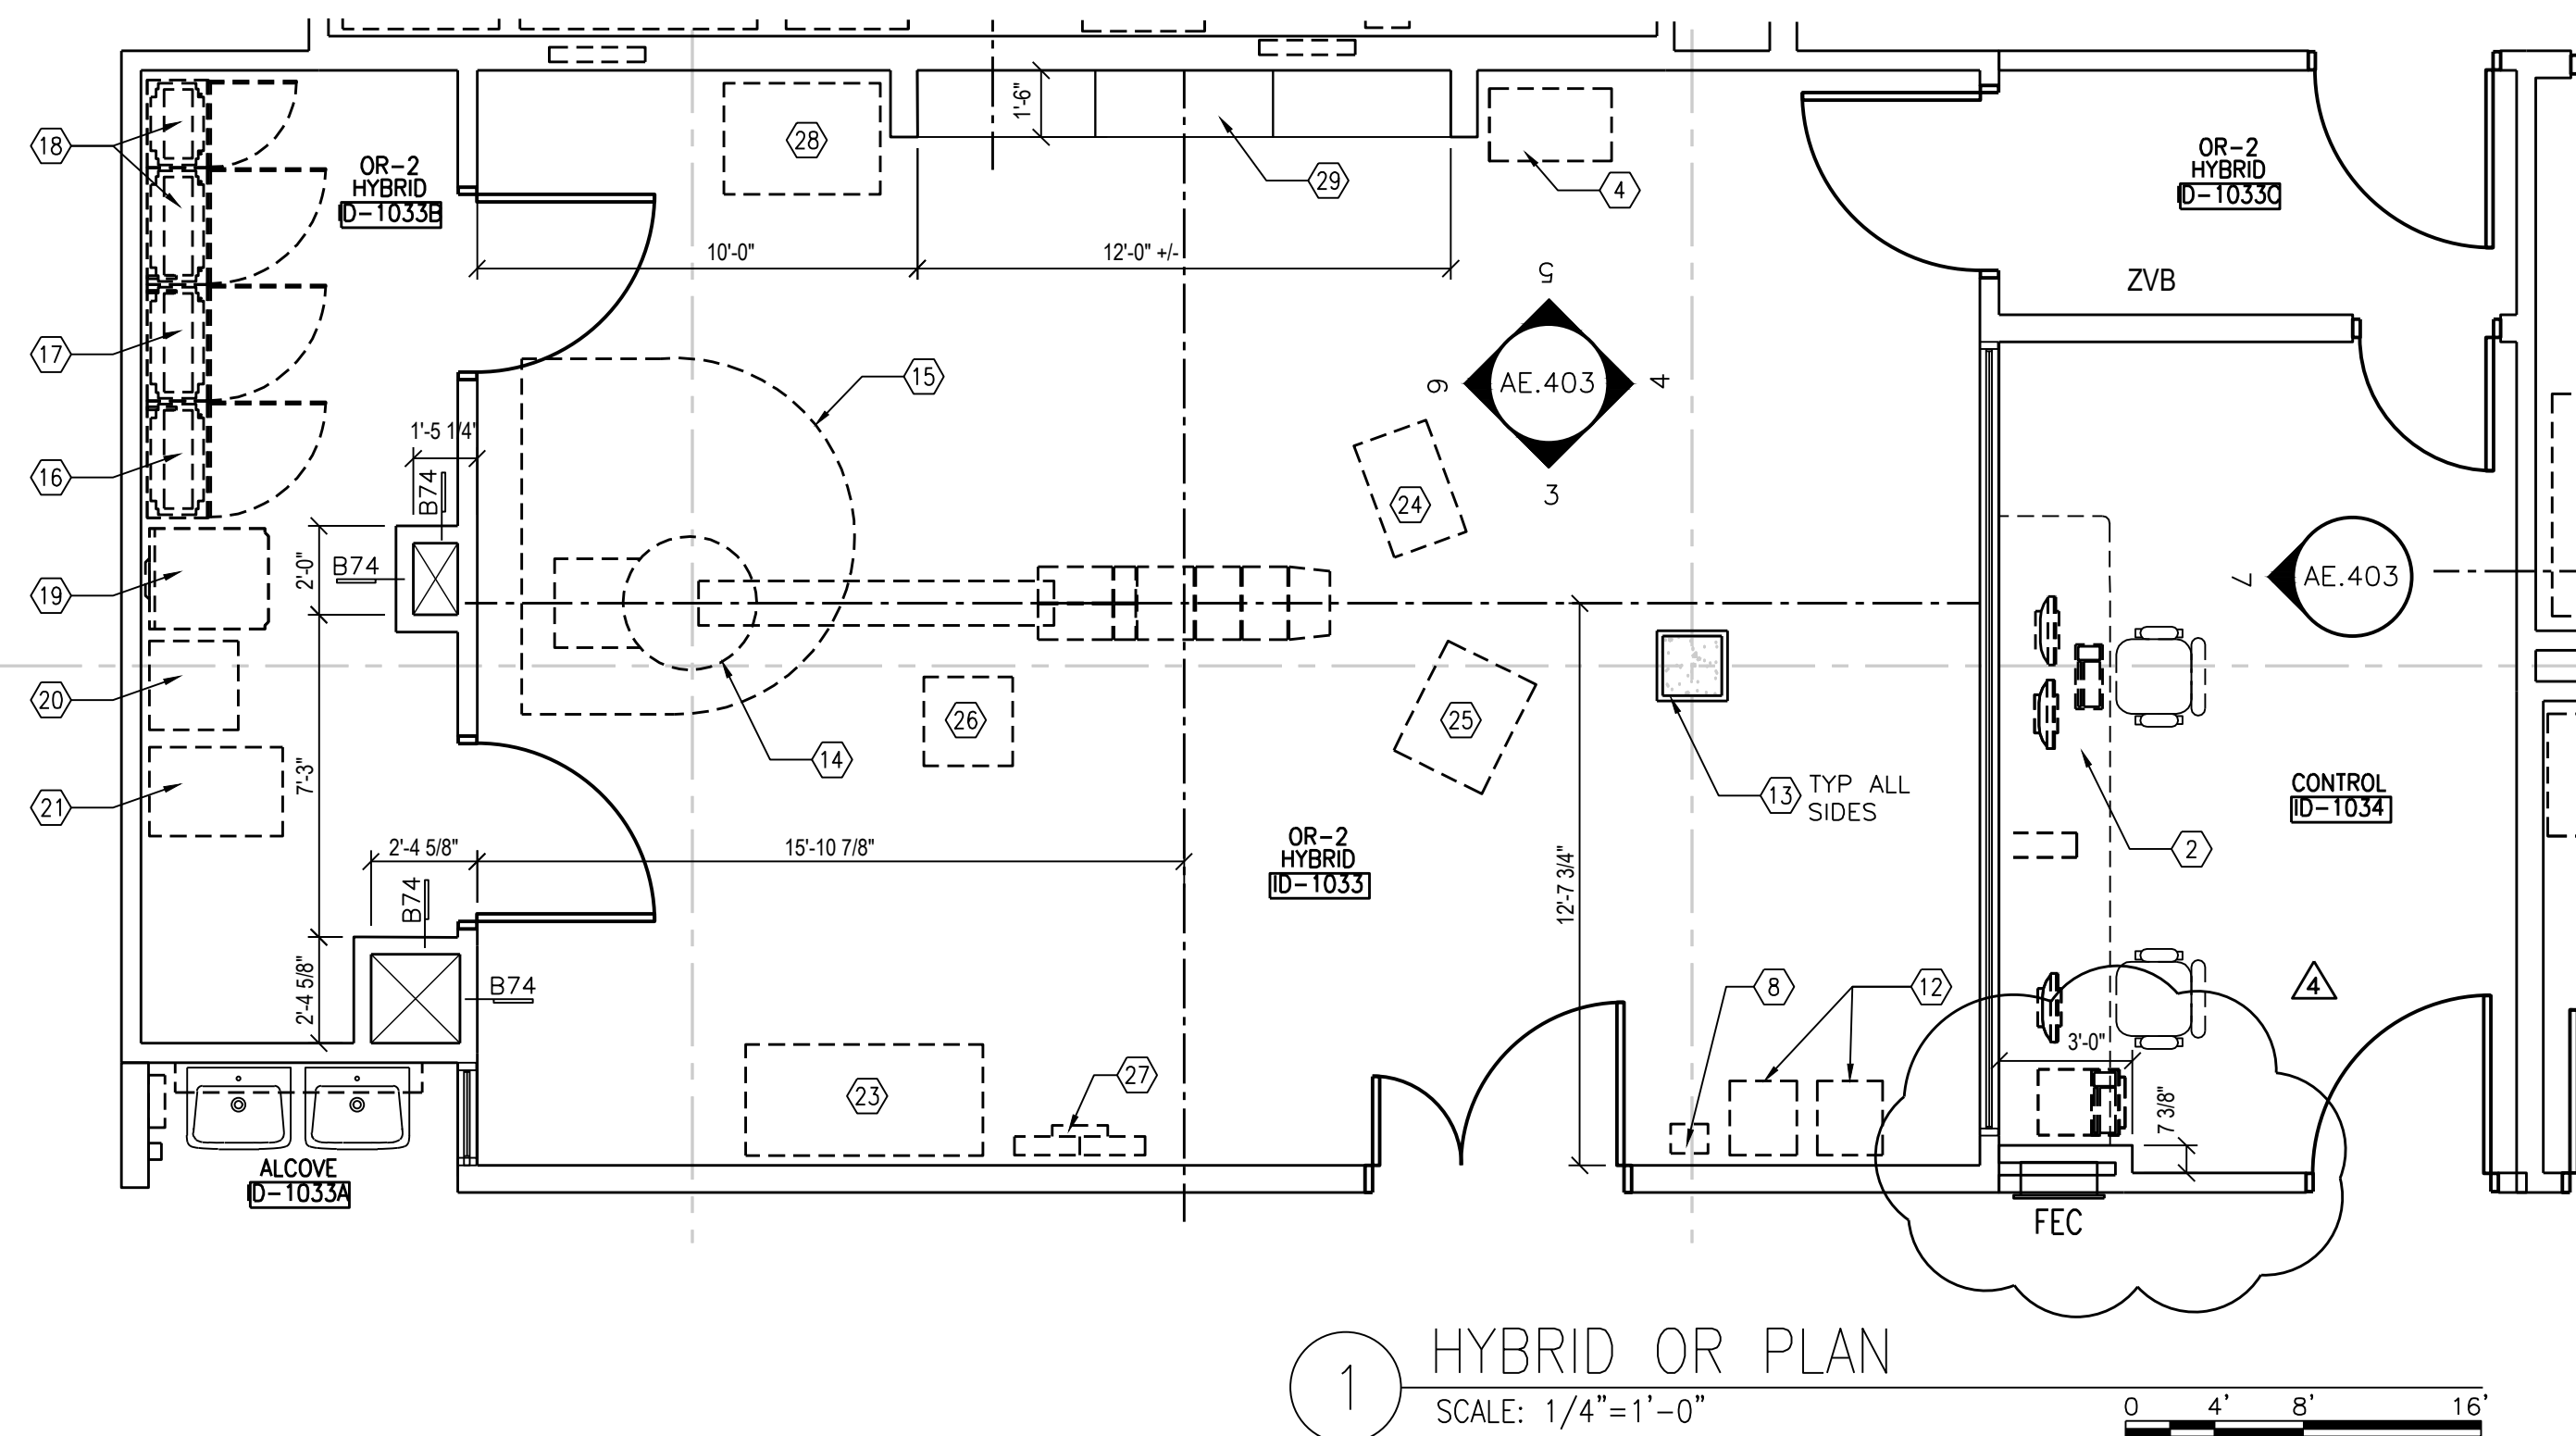 1'-6"
18
OR-2
HYBRID
ID-1033B
28
29
4
OR-2
HYBRID
ID-1033C
10'-0"
12'-0" +/-
ZVB
5
6
AE.403
4
3
17
15
1'-5 1/4"
B74
16
24
2'-0"
B74
19
7
AE.403
20
26
25
14
13
TYP ALL
SIDES
7'-3"
21
CONTROL
ID-1034
2
2'-4 5/8"
15'-10 7/8"
OR-2
HYBRID
ID-1033
12'-7 3/4"
B74
2'-4 5/8"
B74
8
12
4
3'-0"
23
27
7 3/8"
ALCOVE
ID-1033A
FEC
1
HYBRID OR PLAN
SCALE: 1/4"=1'-0"
0 4' 8' 16'